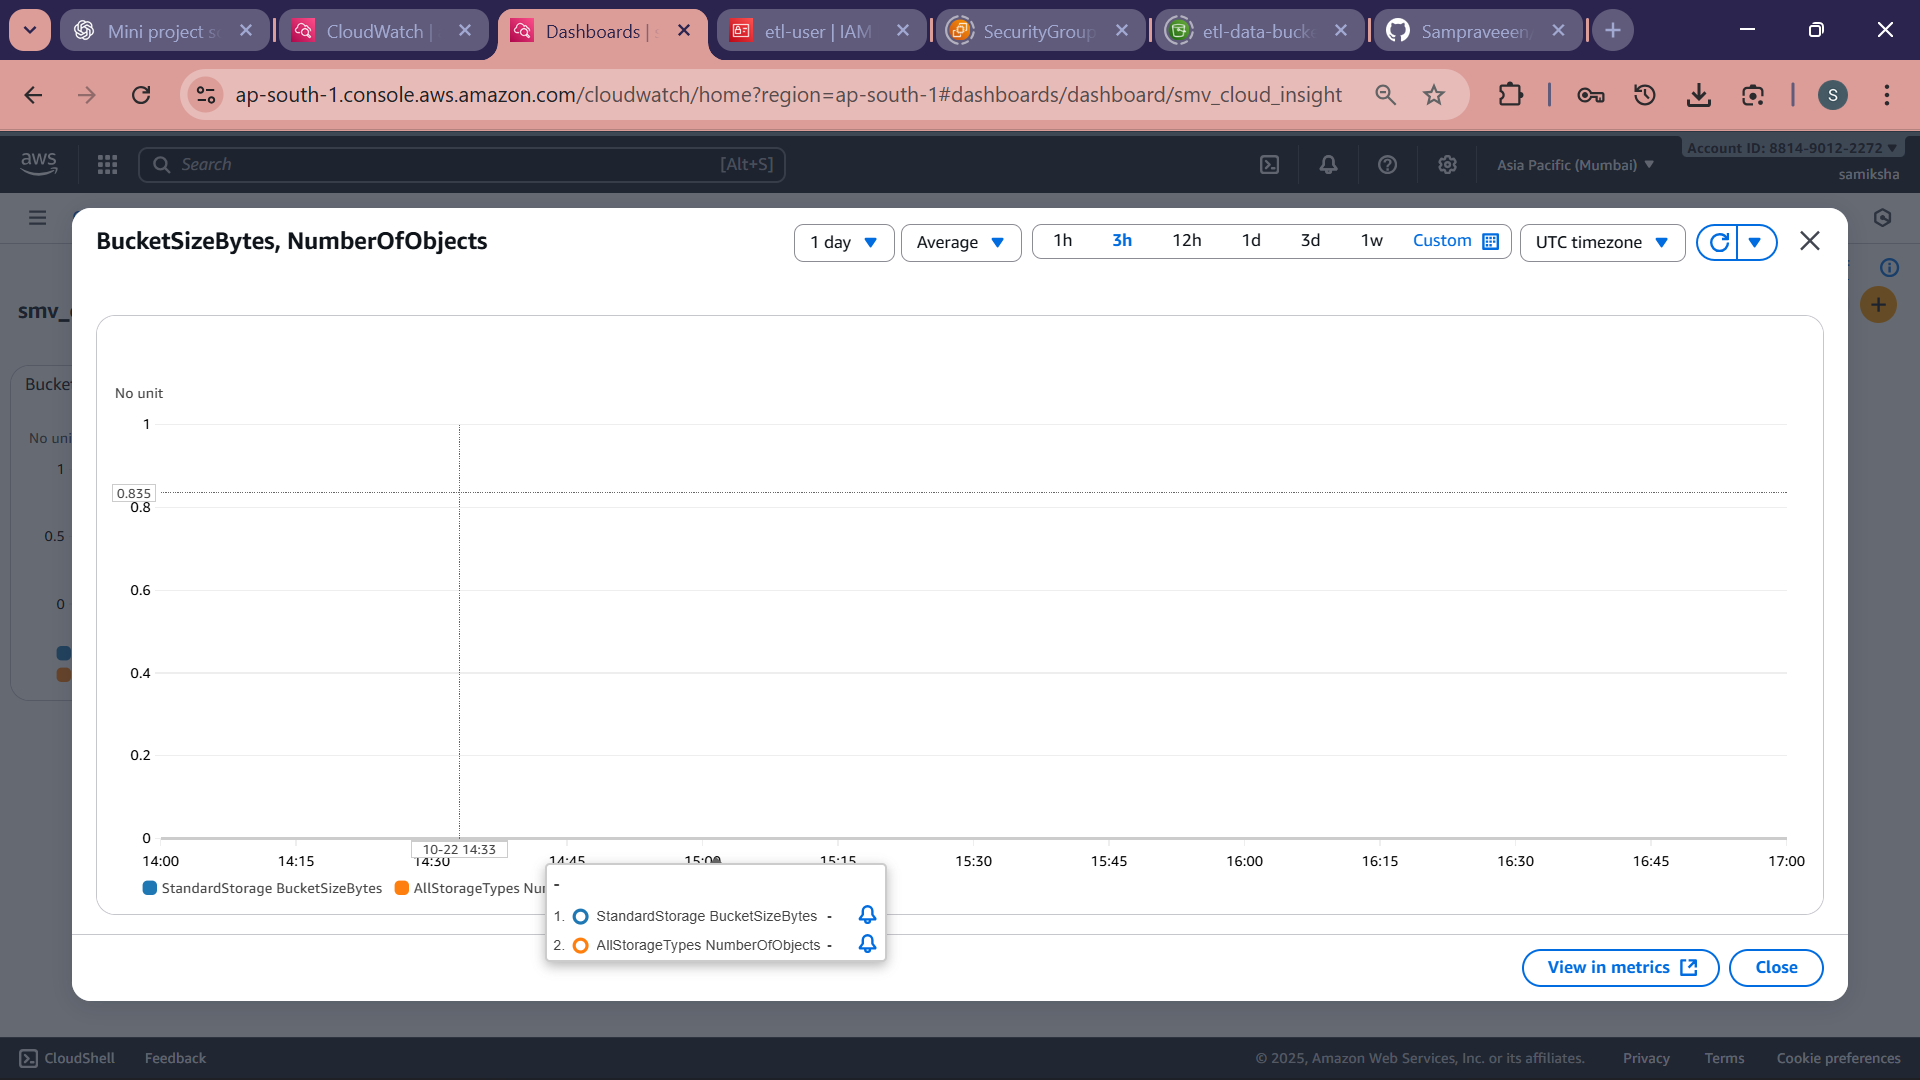 Mini project s
CloudWatch |
Dashboards |
etl-user | IAM
SecurityGroup
etl-data-buck
Sampraveeen
ap-south-1.console.aws.amazon.com/cloudwatch/home?region=ap-south-1#dashboards/dashboard/smv_cloud_insight
S
aws
Search
[Alt+S]
Asia Pacific (Mumbai)
Account ID: 8814-9012-2272
samiksha
BucketSizeBytes, NumberOfObjects
1 day
Average
1h
3h
12h
1d
3d
1w
Custom
UTC timezone
smv_
Bucket
No uni
1
0.5
0
No unit
1
0.835
0.8
0.6
0.4
0.2
0
10-22 14:33
14:00
14:15
14:30
14:45
15:00
15:15
15:30
15:45
16:00
16:15
16:30
16:45
17:00
StandardStorage BucketSizeBytes
AllStorageTypes Nu
-
1. StandardStorage BucketSizeBytes -
2. AllStorageTypes NumberOfObjects -
View in metrics
Close
CloudShell
Feedback
© 2025, Amazon Web Services, Inc. or its affiliates.
Privacy
Terms
Cookie preferences